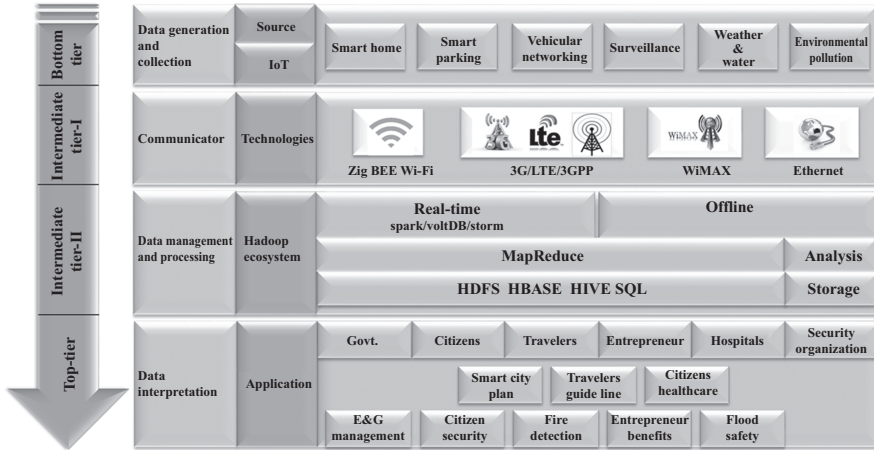 Bottom
tier
Data generation
and
collection
Source
IoT
Smart home
Smart
parking
Vehicular
networking
Surveillance
Weather
&
water
Environmental
pollution
Intermediate
tier-I
Communicator
Technologies
Zig BEE Wi-Fi
Lte
3G/LTE/3GPP
WiMAX
WiMAX
Ethernet
Intermediate
tier-II
Data management
and processing
Hadoop
ecosystem
Real-time
spark/voltDB/storm
Offline
MapReduce
Analysis
HDFS HBASE HIVE SQL
Storage
Top-tier
Data
interpretation
Application
Govt.
Citizens
Travelers
Entrepreneur
Hospitals
Security
organization
Smart city
plan
Travelers
guide line
Citizens
healthcare
E&G
management
Citizen
security
Fire
detection
Entrepreneur
benefits
Flood
safety